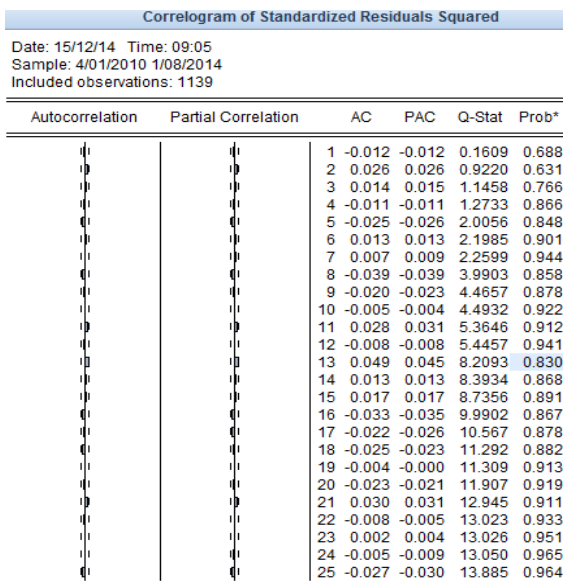 Correlogram of Standardized Residuals Squared
Date: 15/12/14 Time: 09:05
Sample: 4/01/2010 1/08/2014
Included observations: 1139
Autocorrelation Partial Correlation AC PAC Q-Stat Prob*
1 -0.012 -0.012 0.1609 0.688
2 0.026 0.026 0.9220 0.631
3 0.014 0.015 1.1458 0.766
4 -0.011 -0.011 1.2733 0.866
5 -0.025 -0.026 2.0056 0.848
6 0.013 0.013 2.1985 0.901
7 0.007 0.009 2.2599 0.944
8 -0.039 -0.039 3.9903 0.858
9 -0.020 -0.023 4.4657 0.878
10 -0.005 -0.004 4.4932 0.922
11 0.028 0.031 5.3646 0.912
12 -0.008 -0.008 5.4457 0.941
13 0.049 0.045 8.2093 0.830
14 0.013 0.013 8.3934 0.868
15 0.017 0.017 8.7356 0.891
16 -0.033 -0.035 9.9902 0.867
17 -0.022 -0.026 10.567 0.878
18 -0.025 -0.023 11.292 0.882
19 -0.004 -0.000 11.309 0.913
20 -0.023 -0.021 11.907 0.919
21 0.030 0.031 12.945 0.911
22 -0.008 -0.005 13.023 0.933
23 0.002 0.004 13.026 0.951
24 -0.005 -0.009 13.050 0.965
25 -0.027 -0.030 13.885 0.964